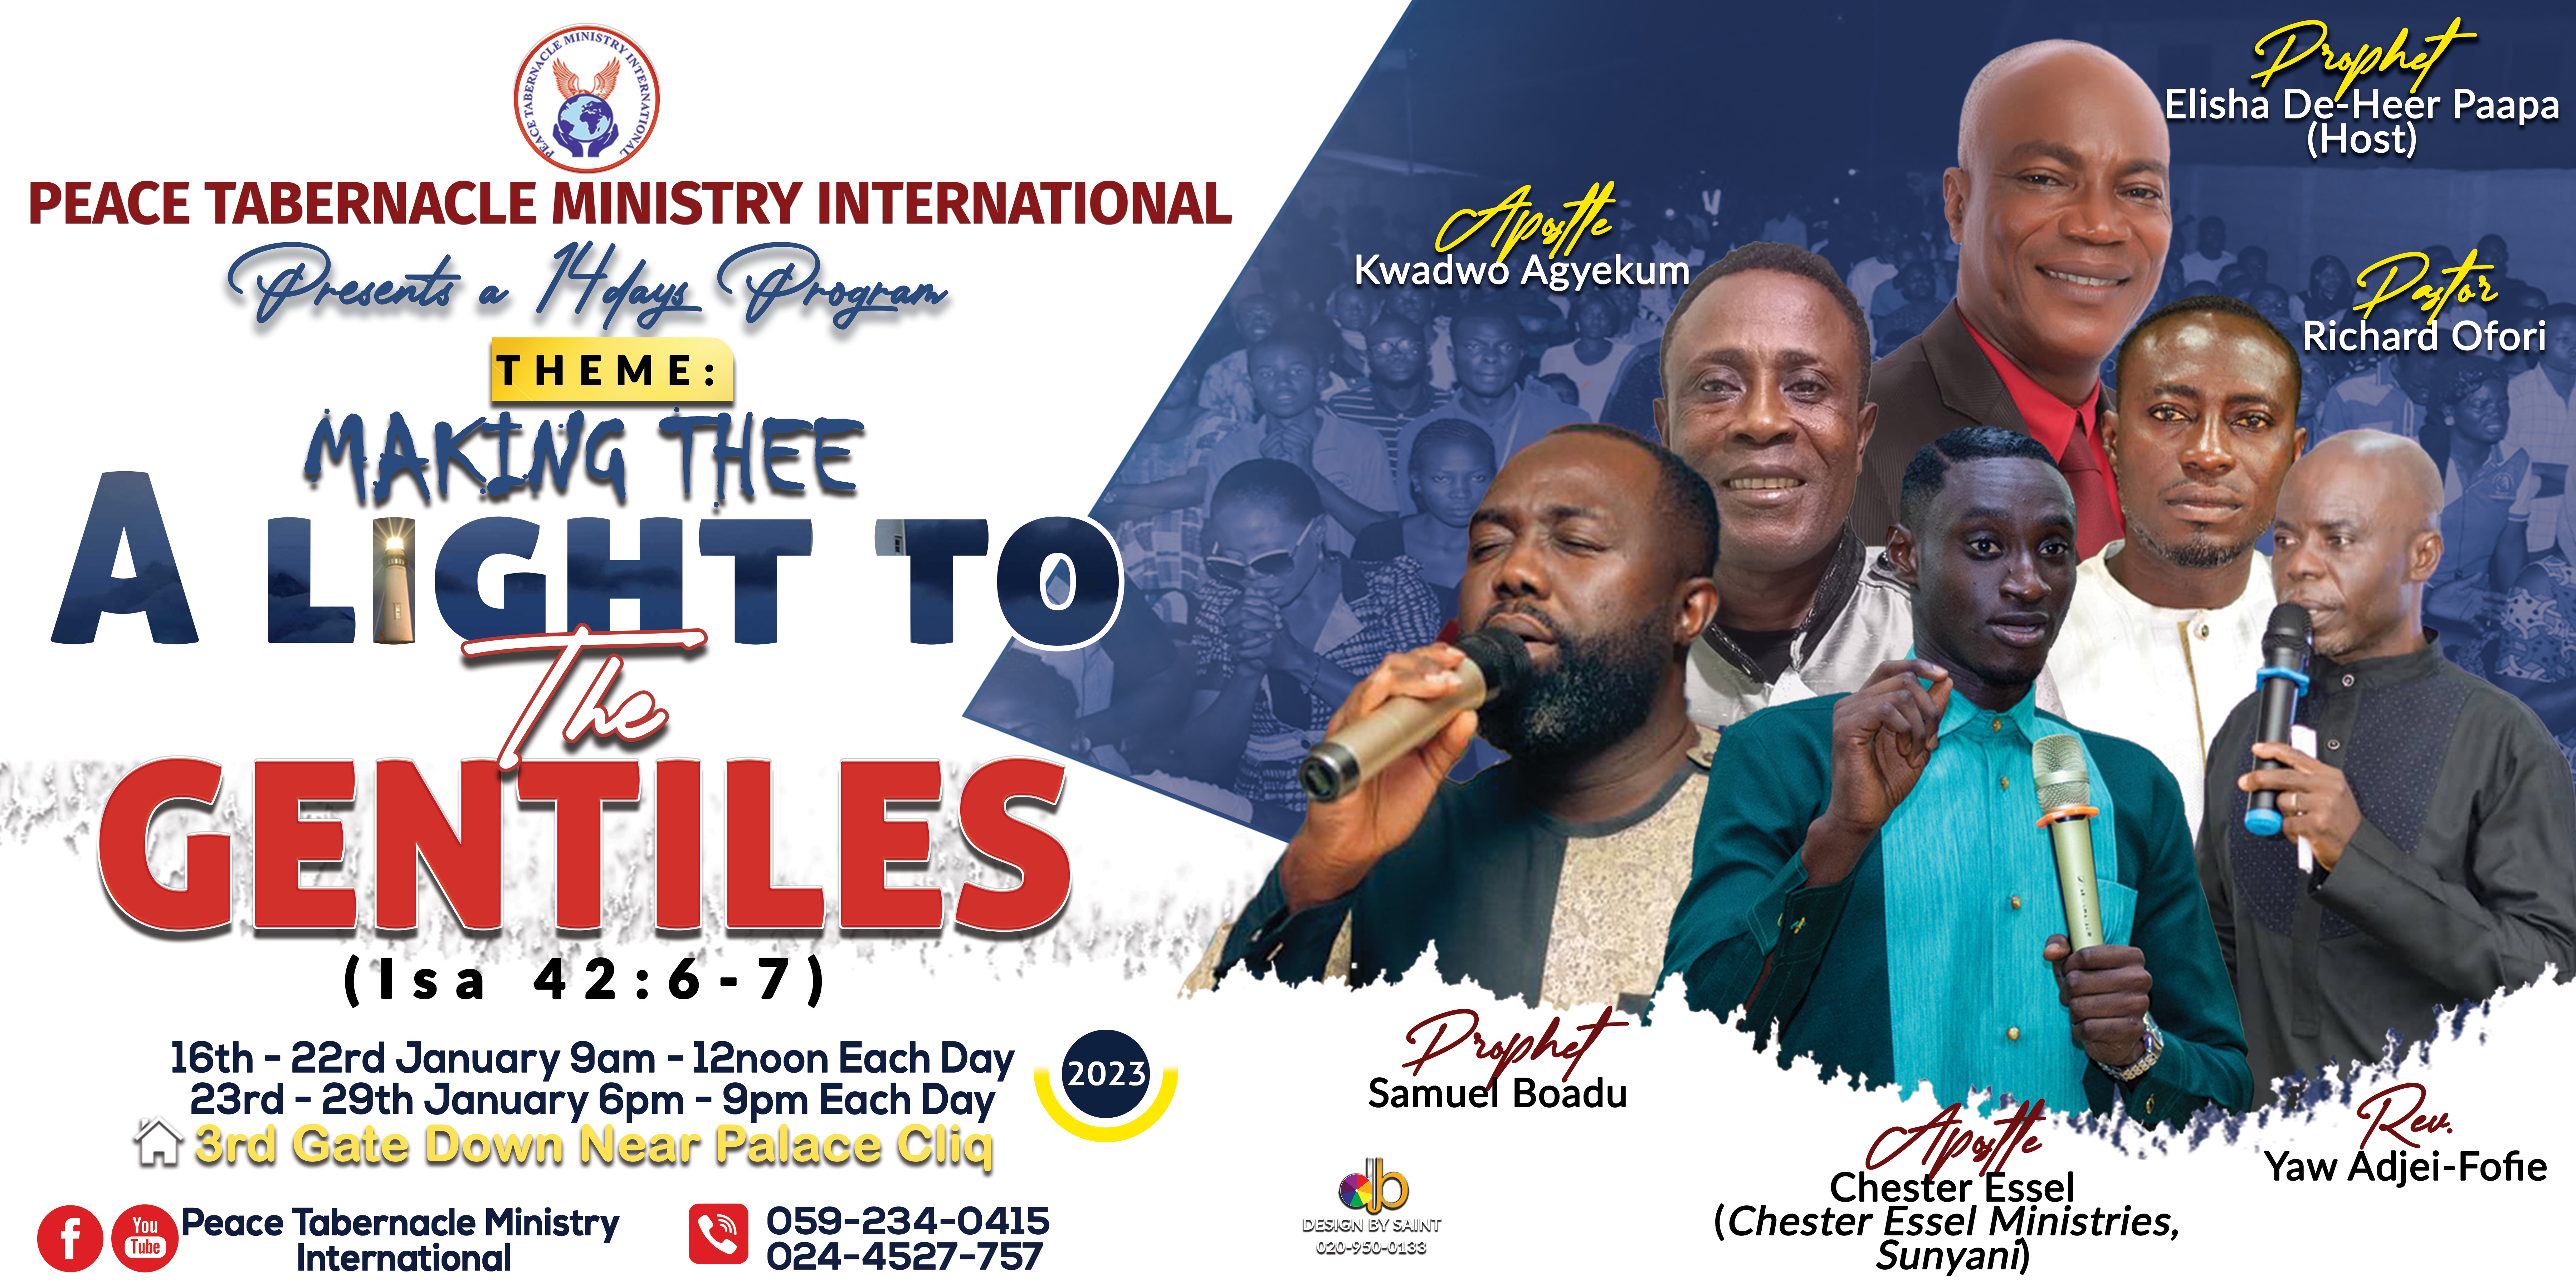 PEACE TABERNACLE MINISTRY INTERNATIONAL
PEACE TABERNACLE MINISTRY INTERNATIONAL
Presents a 14days Program
THEME:
MAKING THEE
A LIGHT TO
The
GENTILES
(Isa 42:6-7)
16th - 22rd January 9am - 12noon Each Day
23rd - 29th January 6pm - 9pm Each Day
2023
3rd Gate Down Near Palace Cliq
f
You
Tube
Peace Tabernacle Ministry
International
059-234-0415
024-4527-757
Prophet
Elisha De-Heer Paapa
(Host)
Apostle
Kwadwo Agyekum
Pastor
Richard Ofori
Prophet
Samuel Boadu
Apostle
Chester Essel
(Chester Essel Ministries,
Sunyani)
Rev.
Yaw Adjei-Fofie
db
DESIGN BY SAINT
020-950-0133